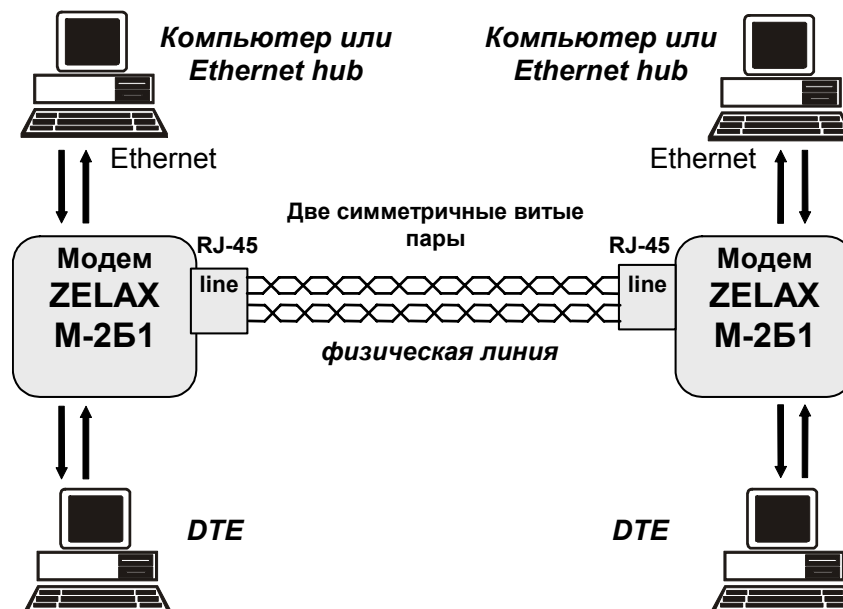 Компьютер или
Ethernet hub
Компьютер или
Ethernet hub
Ethernet
Ethernet
Две симметричные витые
пары
RJ-45
RJ-45
Модем
ZELAX
М-2Б1
line
line
Модем
ZELAX
М-2Б1
физическая линия
DTE
DTE